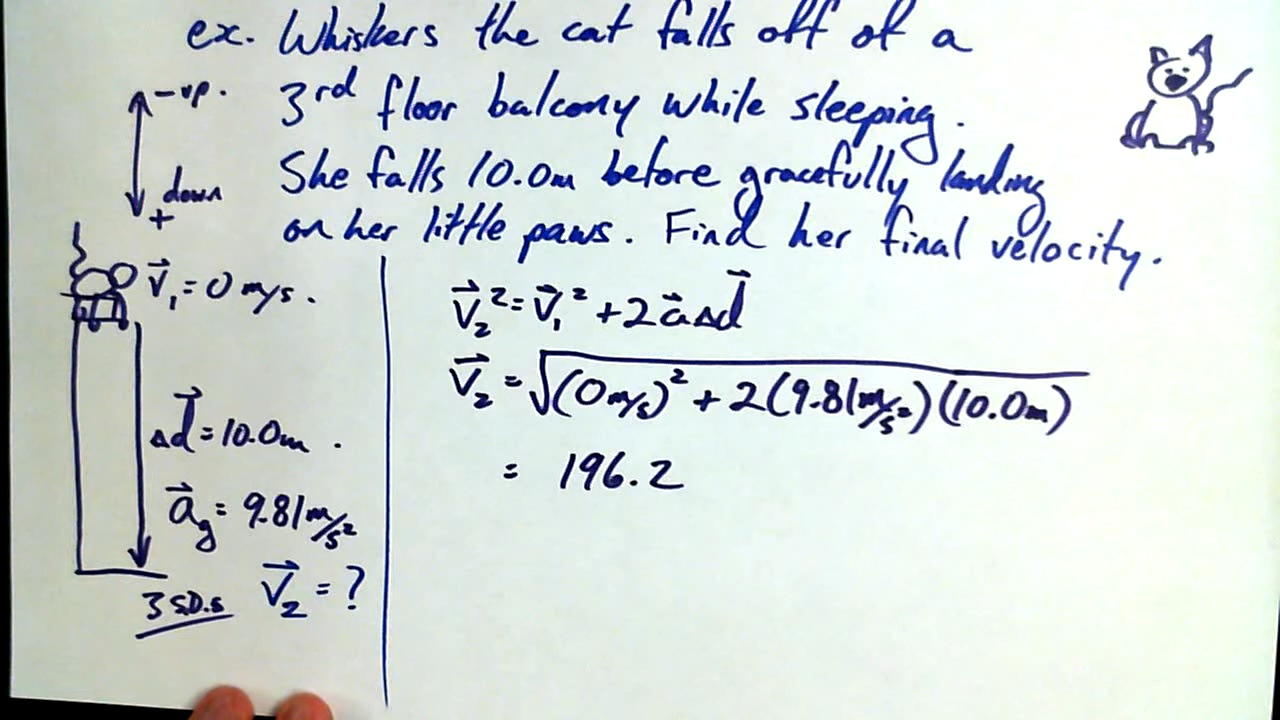 ex. Whiskers the cat falls off of a
3rd floor balcony while sleeping.
She falls 10.0m before gracefully landing
on her little paws. Find her final velocity.
- up.
down
+
v⃗₁ = 0 m/s.
Δd⃗ = 10.0m.
a⃗g = 9.81 m/s²
v⃗₂ = ?
3 S.D.s
v⃗₂² = v⃗₁² + 2a⃗Δd⃗
v⃗₂ = √((0 m/s)² + 2(9.81 m/s²)(10.0m))
= 196.2